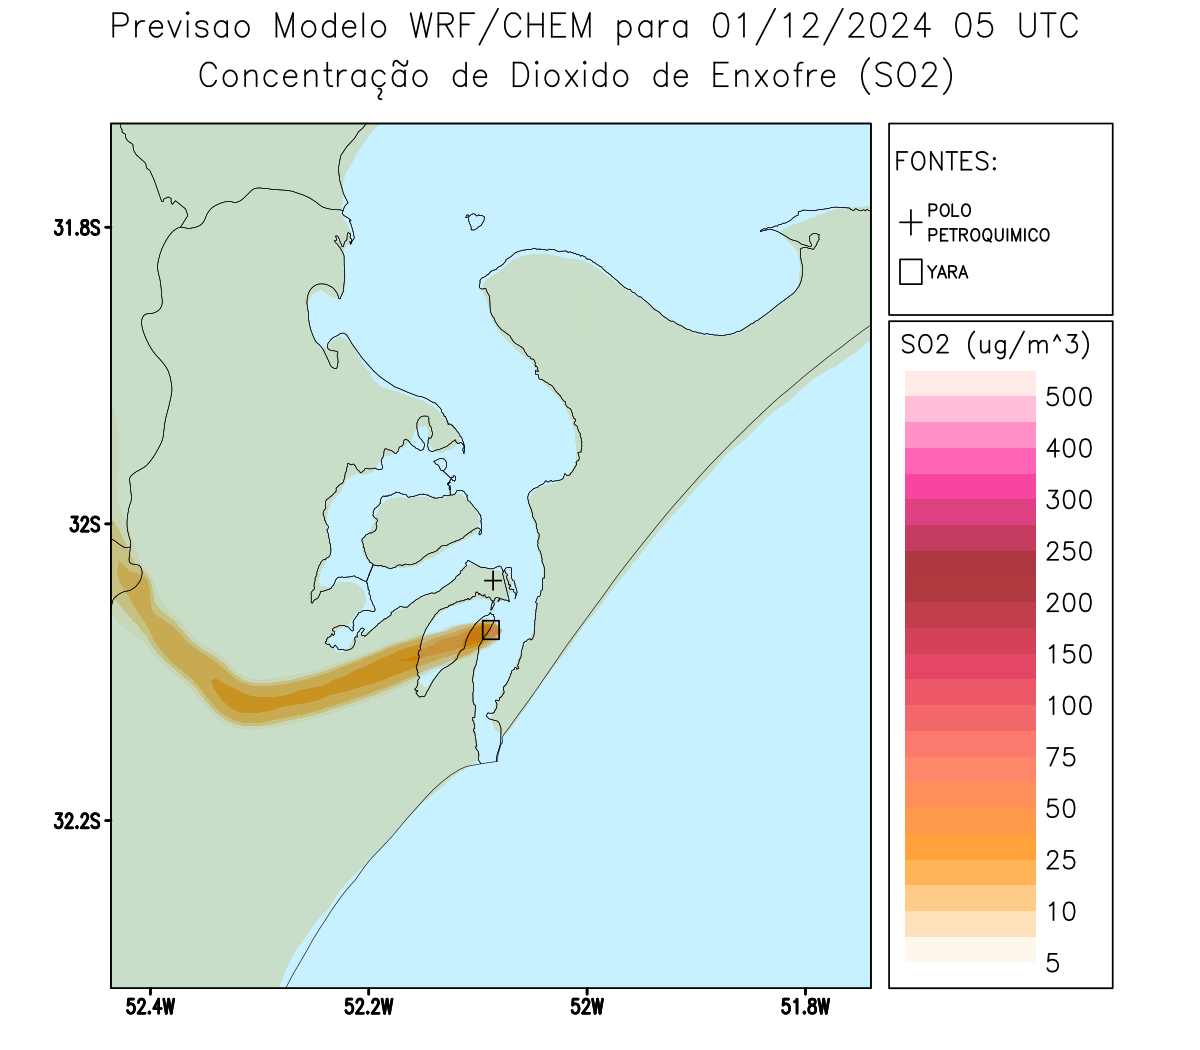 Previsao Modelo WRF/CHEM para 01/12/2024 05 UTC
Concentração de Dioxido de Enxofre (SO2)
FONTES:
POLO
PETROQUIMICO
YARA
SO2 (ug/m^3)
500
400
300
250
200
150
100
75
50
25
10
5
31.8S
32S
32.2S
52.4W
52.2W
52W
51.8W